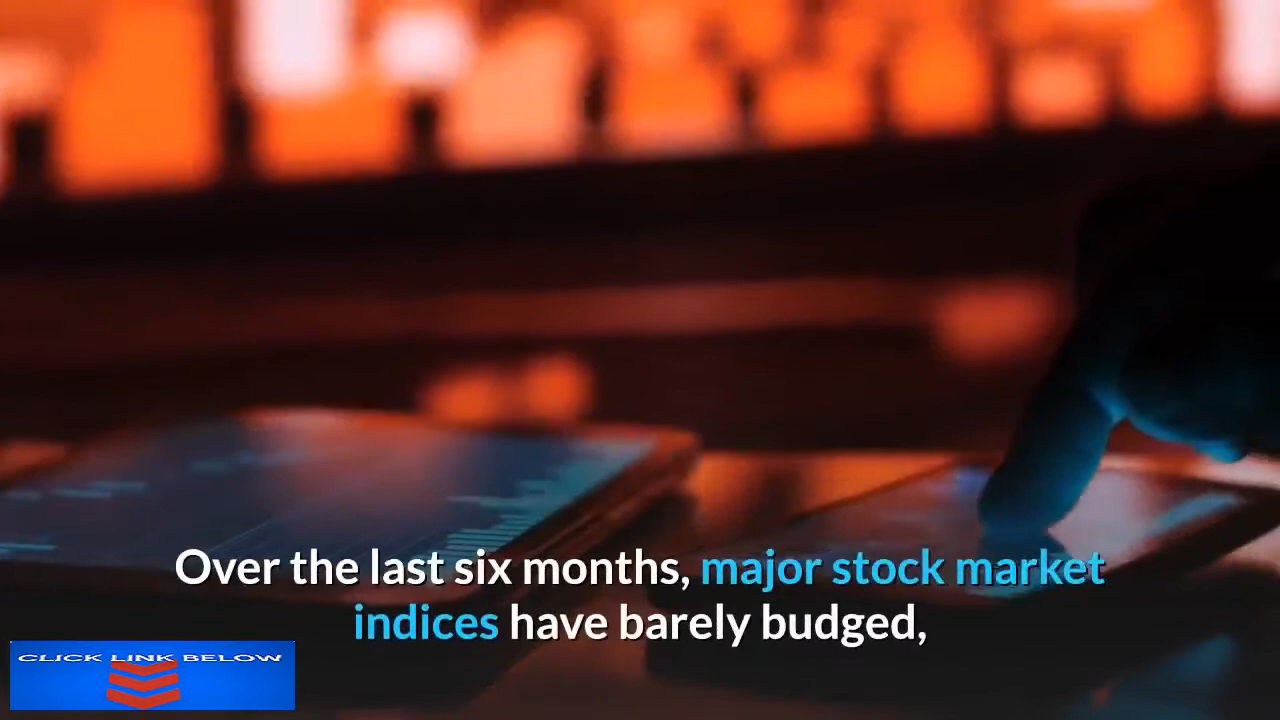 Over the last six months, major stock market
indices have barely budged,
CLICK LINK BELOW